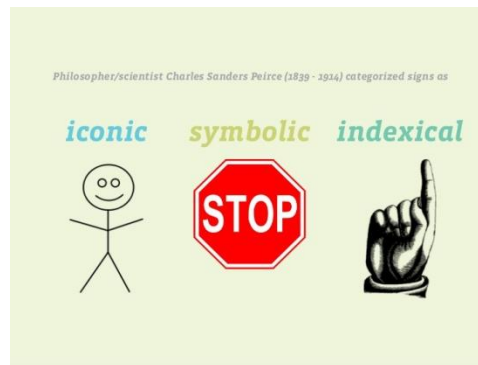 Philosopher/scientist Charles Sanders Peirce (1839 - 1914) categorized signs as
iconic symbolic indexical
STOP